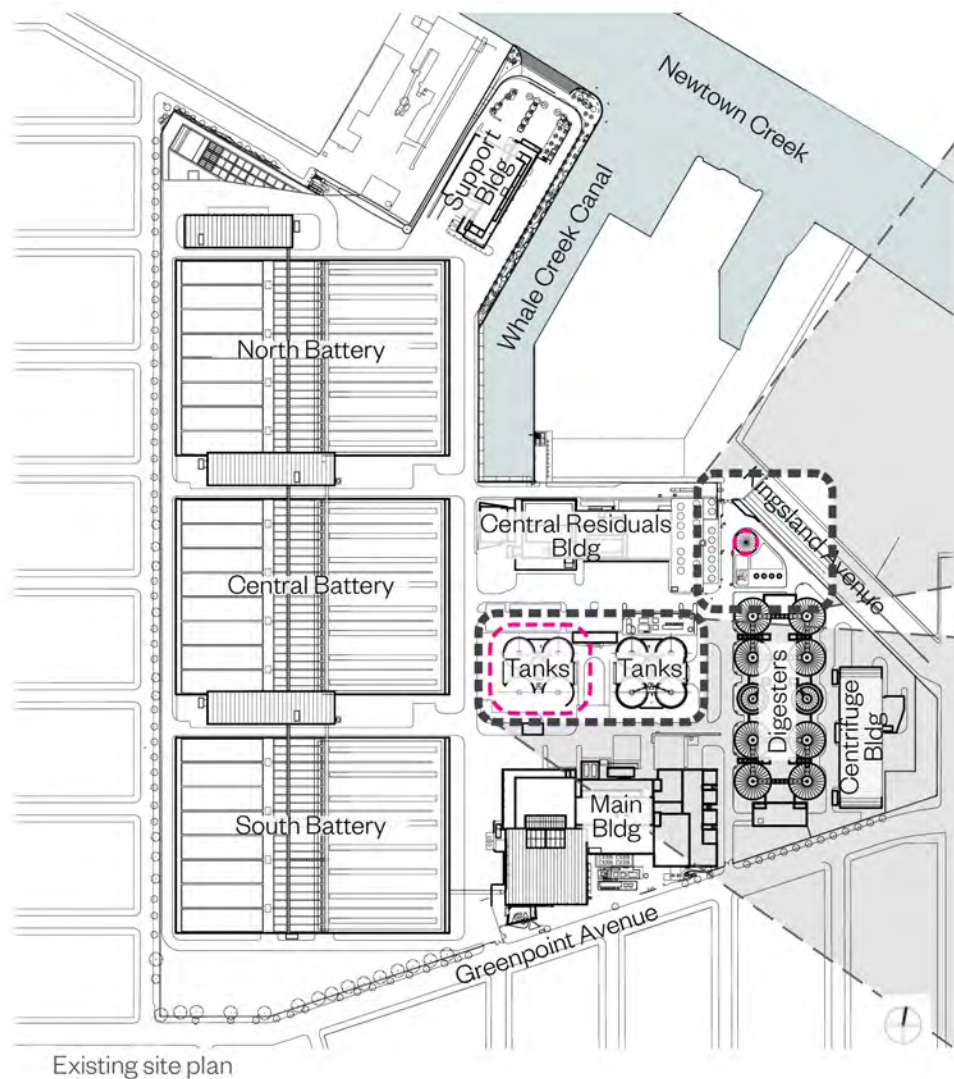 Newtown Creek
Support
Bldg
Whale Creek Canal
North Battery
Central Residuals
Bldg
ingsland Avenue
Central Battery
Tanks
Tanks
Digesters
Centrifuge
Bldg
Main
Bldg
South Battery
Greenpoint Avenue
Existing site plan